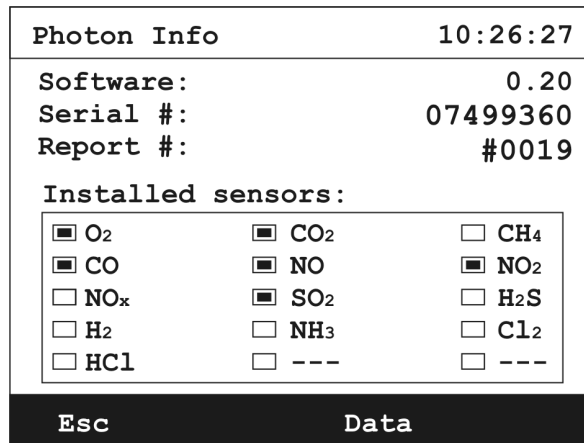 Photon Info 10:26:27
Software: 0.20
Serial #: 07499360
Report #: #0019
Installed sensors:
O₂ CO₂ CH₄
CO NO NO₂
NOₓ SO₂ H₂S
H₂ NH₃ Cl₂
HCl --- ---
Esc Data